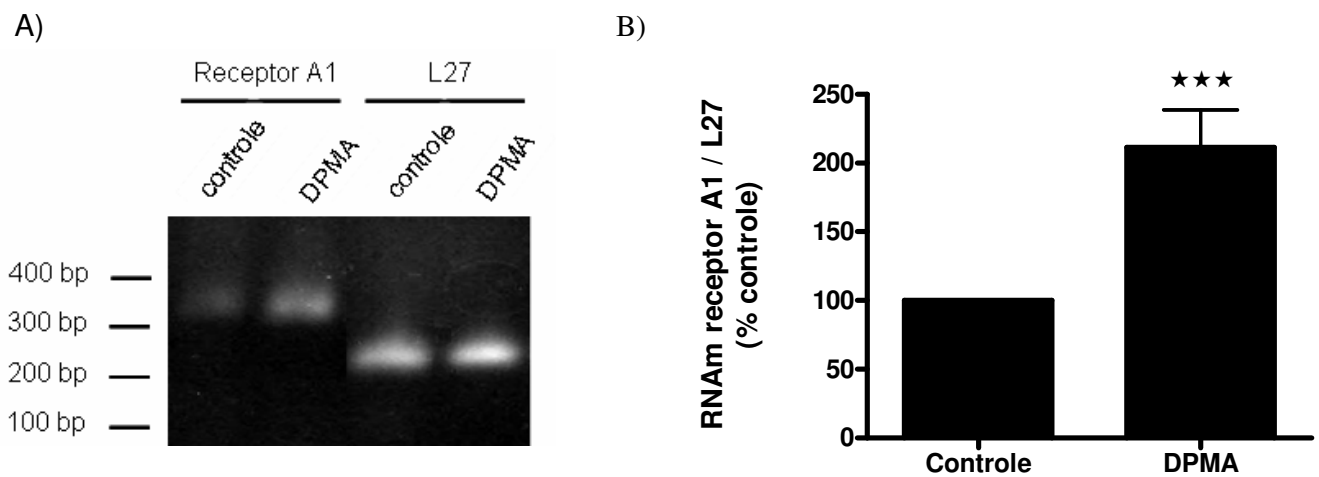 A)
Receptor A1
L27
controle
DPMA
controle
DPMA
400 bp
300 bp
200 bp
100 bp
B)
★★★
250
200
150
100
50
0
RNAm receptor A1 / L27
(% controle)
Controle
DPMA